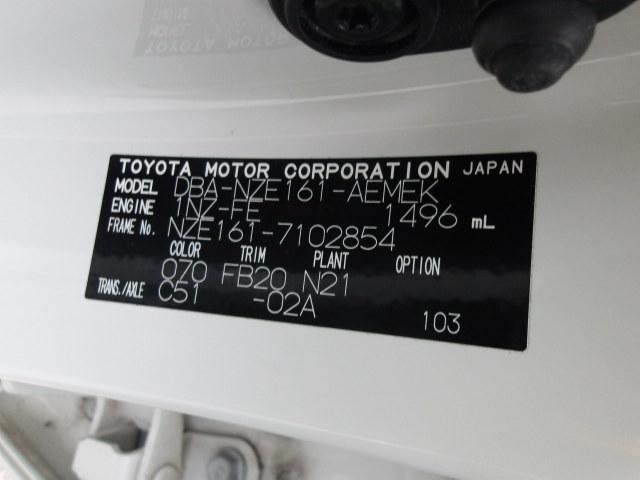 TOYOTA MOTOR CORPORATION JAPAN
MODEL DBA-NZE161-AEMEK
ENGINE 1NZ-FE 1496 mL
FRAME No. NZE161-7102854
COLOR TRIM PLANT OPTION
070 FB20 N21
TRANS./AXLE C51 -02A
103